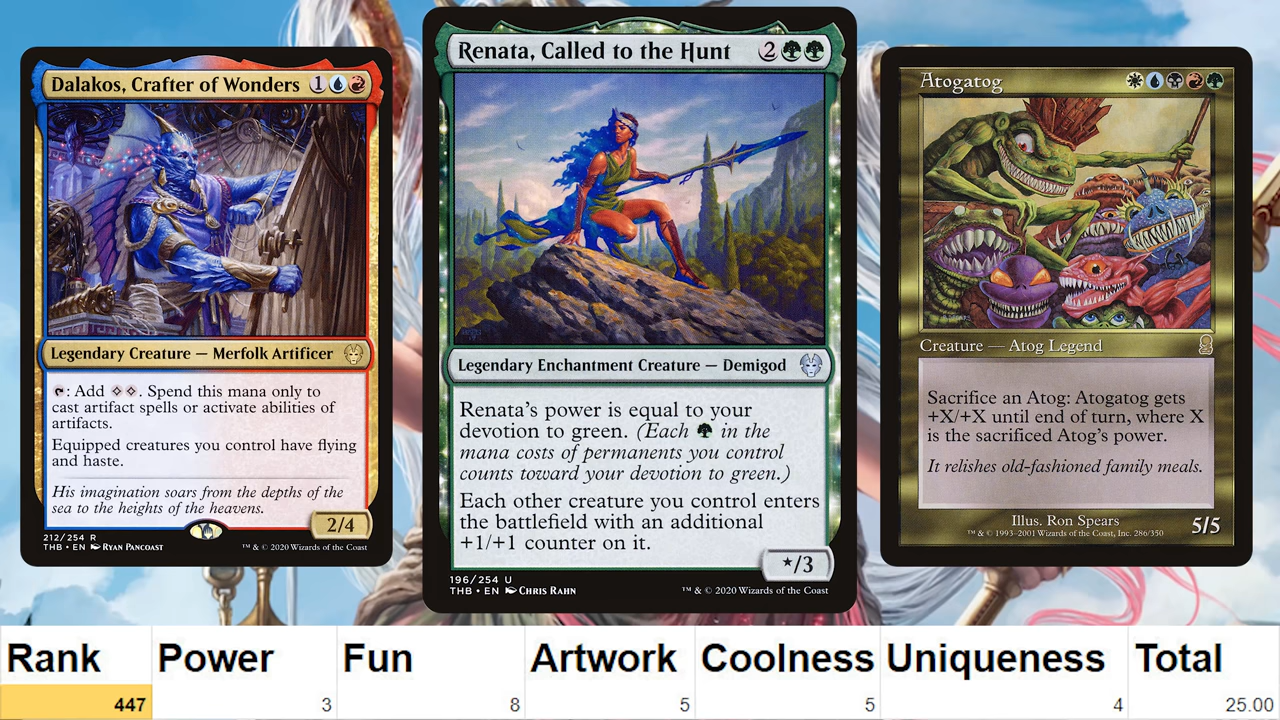 Dalakos, Crafter of Wonders 1
Legendary Creature — Merfolk Artificer
: Add . Spend this mana only to
cast artifact spells or activate abilities of
artifacts.
Equipped creatures you control have flying
and haste.
His imagination soars from the depths of the
sea to the heights of the heavens.
2/4
212/254 R
THB • EN RYAN PANCOAST
™ & © 2020 Wizards of the Coast
Renata, Called to the Hunt 2
Legendary Enchantment Creature — Demigod
Renata's power is equal to your
devotion to green. (Each in the
mana costs of permanents you control
counts toward your devotion to green.)
Each other creature you control enters
the battlefield with an additional
+1/+1 counter on it.
★/3
196/254 U
THB • EN CHRIS RAHN
™ & © 2020 Wizards of the Coast
Atogatog
Creature — Atog Legend
Sacrifice an Atog: Atogatog gets
+X/+X until end of turn, where X
is the sacrificed Atog's power.
It relishes old-fashioned family meals.
Illus. Ron Spears
™ & © 1993–2001 Wizards of the Coast, Inc. 286/350
5/5
Rank Power Fun Artwork Coolness Uniqueness Total
447 3 8 5 5 4 25.00